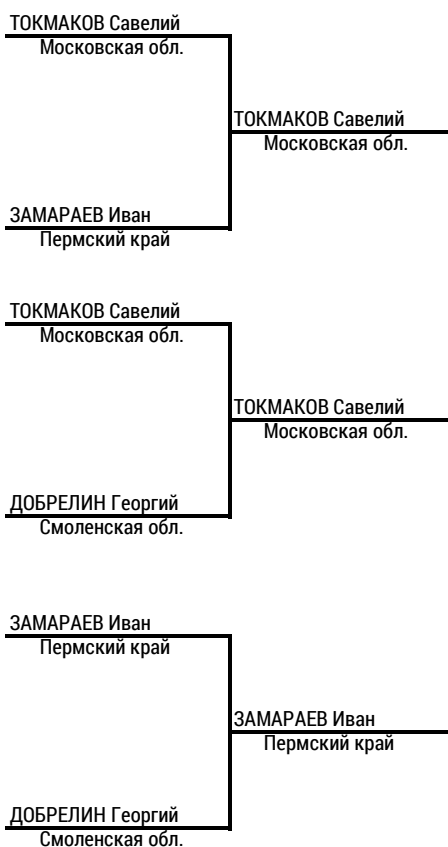 ТОКМАКОВ Савелий
Московская обл.
ТОКМАКОВ Савелий
Московская обл.
ЗАМАРАЕВ Иван
Пермский край
ТОКМАКОВ Савелий
Московская обл.
ТОКМАКОВ Савелий
Московская обл.
ДОБРЕЛИН Георгий
Смоленская обл.
ЗАМАРАЕВ Иван
Пермский край
ЗАМАРАЕВ Иван
Пермский край
ДОБРЕЛИН Георгий
Смоленская обл.